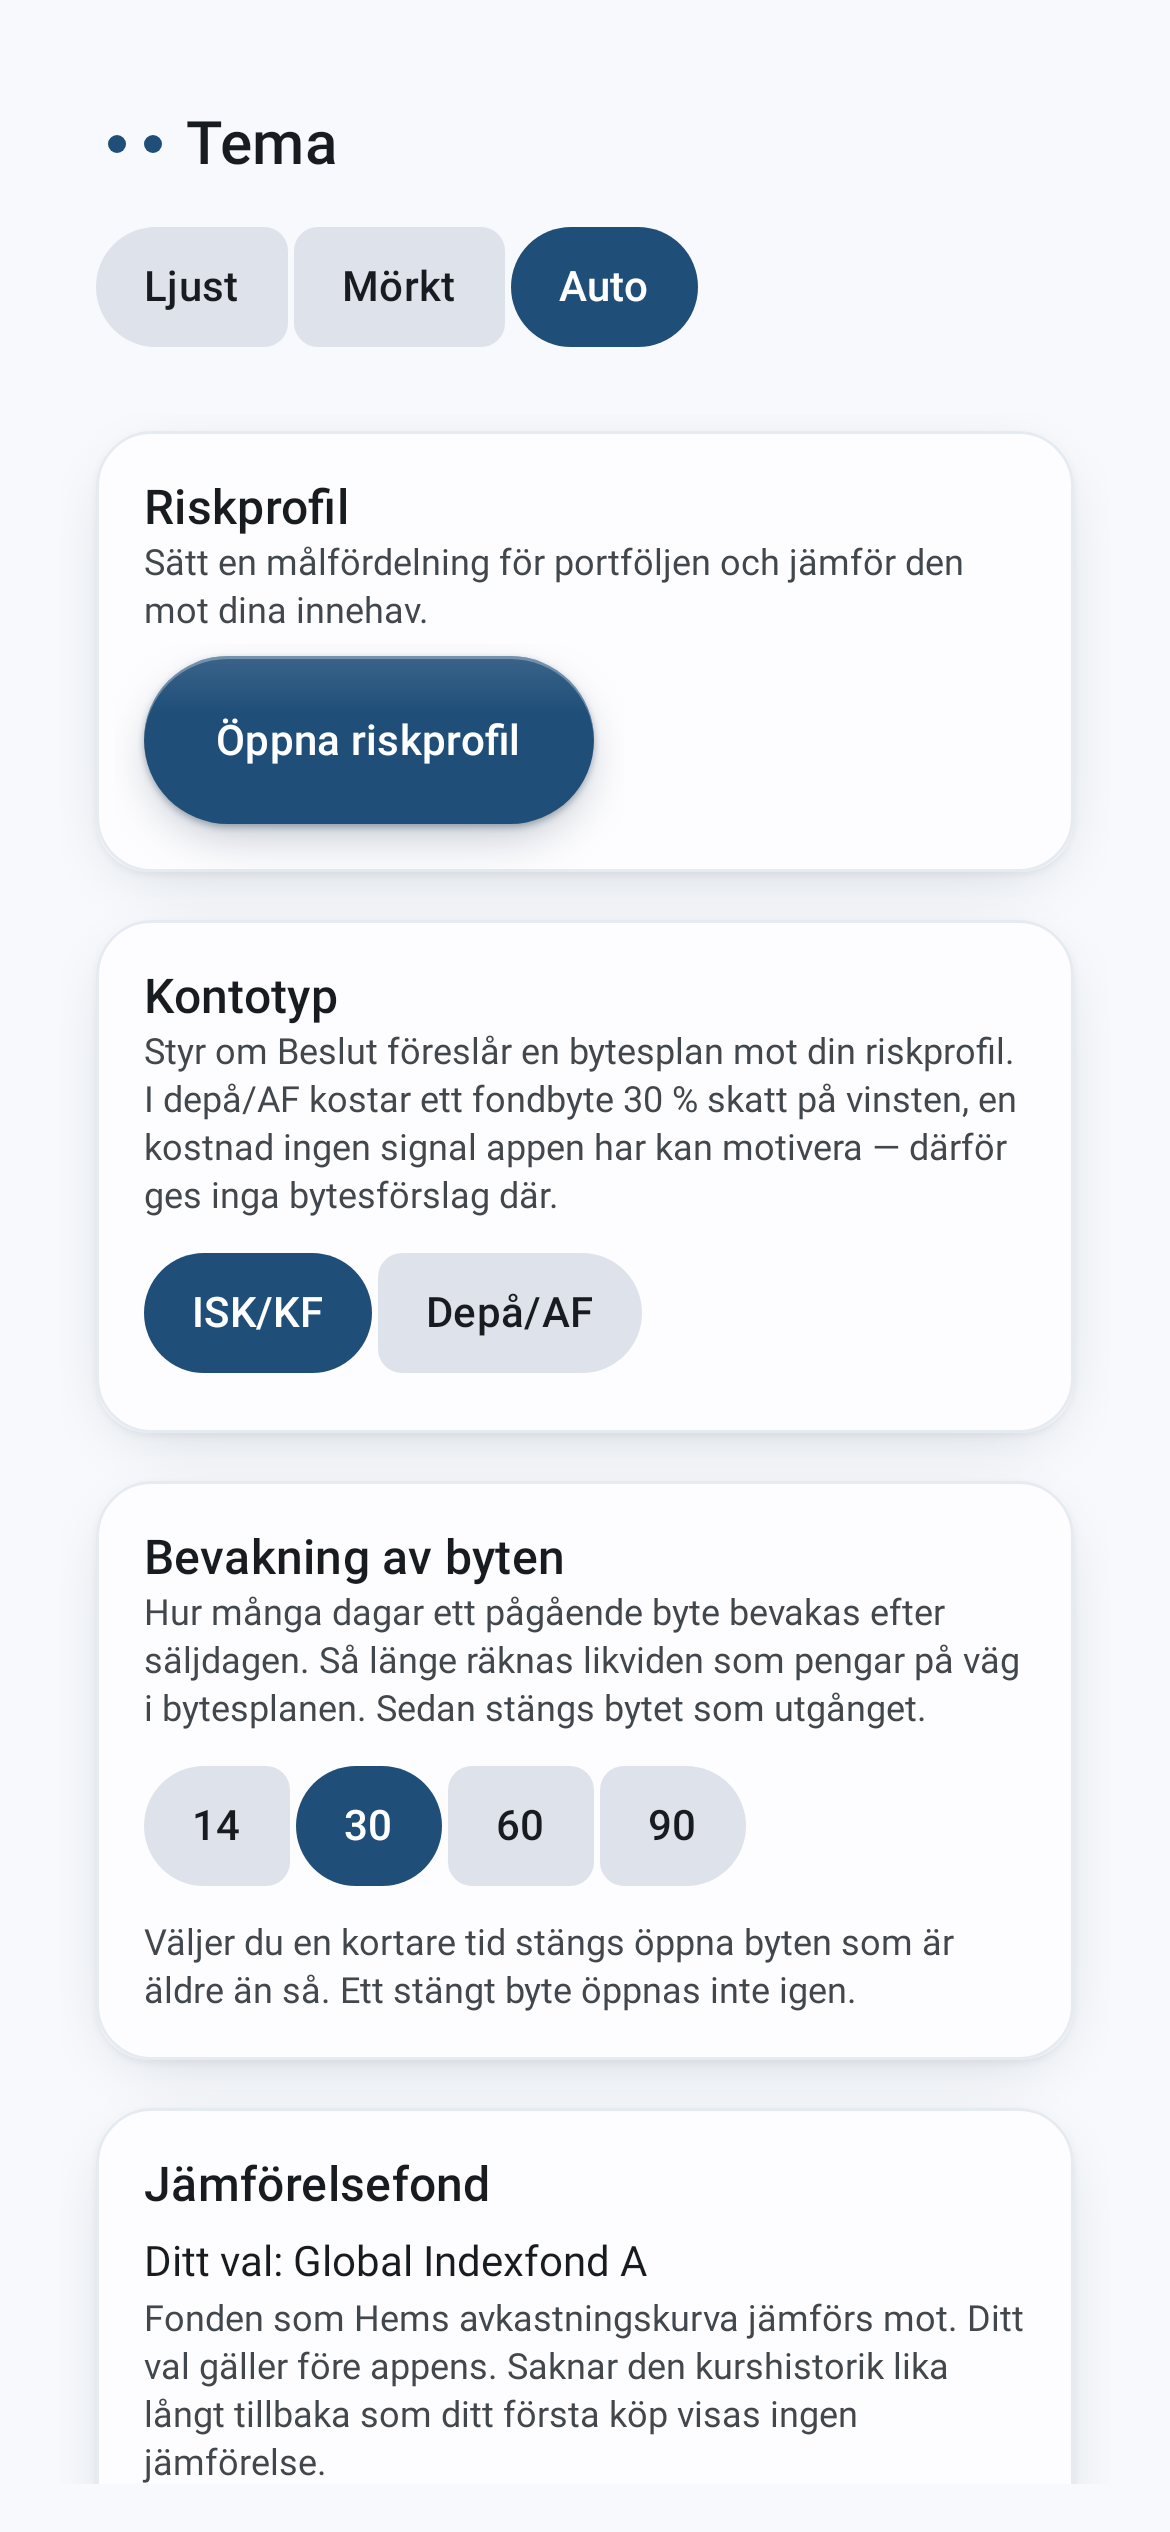 Tema
Ljust
Mörkt
Auto
Riskprofil
Sätt en målfördelning för portföljen och jämför den
mot dina innehav.
Öppna riskprofil
Kontotyp
Styr om Beslut föreslår en bytesplan mot din riskprofil.
I depå/AF kostar ett fondbyte 30 % skatt på vinsten, en
kostnad ingen signal appen har kan motivera — därför
ges inga bytesförslag där.
ISK/KF
Depå/AF
Bevakning av byten
Hur många dagar ett pågående byte bevakas efter
säljdagen. Så länge räknas likviden som pengar på väg
i bytesplanen. Sedan stängs bytet som utgånget.
14
30
60
90
Väljer du en kortare tid stängs öppna byten som är
äldre än så. Ett stängt byte öppnas inte igen.
Jämförelsefond
Ditt val: Global Indexfond A
Fonden som Hems avkastningskurva jämförs mot. Ditt
val gäller före appens. Saknar den kurshistorik lika
långt tillbaka som ditt första köp visas ingen
jämförelse.